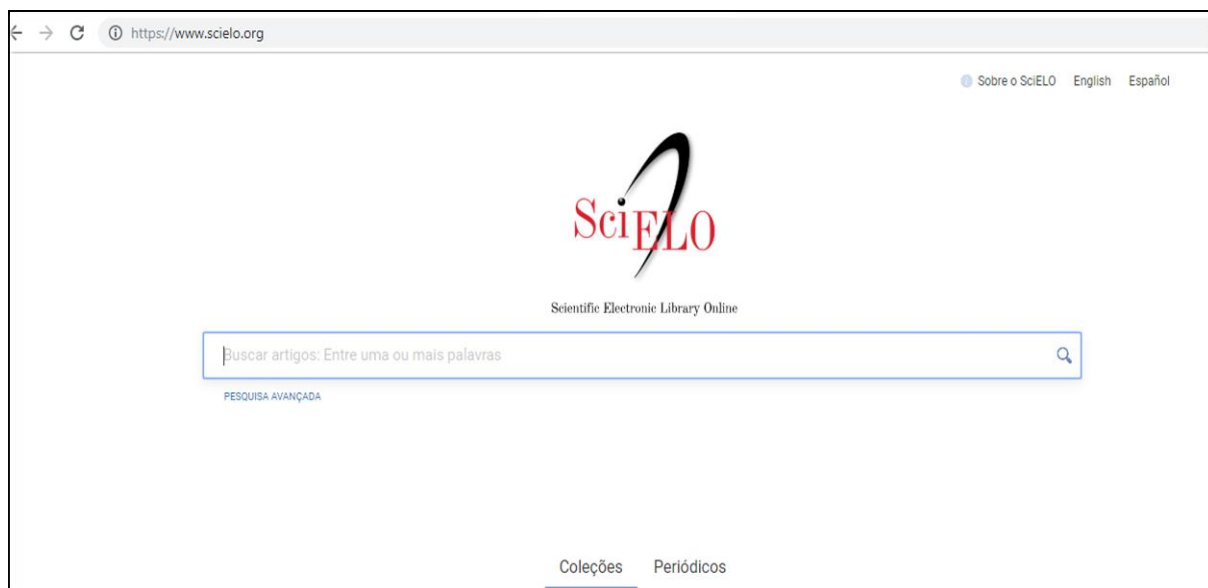 https://www.scielo.org
Sobre o SciELO English Español
SciELO
Scientific Electronic Library Online
Buscar artigos: Entre uma ou mais palavras
PESQUISA AVANÇADA
Coleções Periódicos